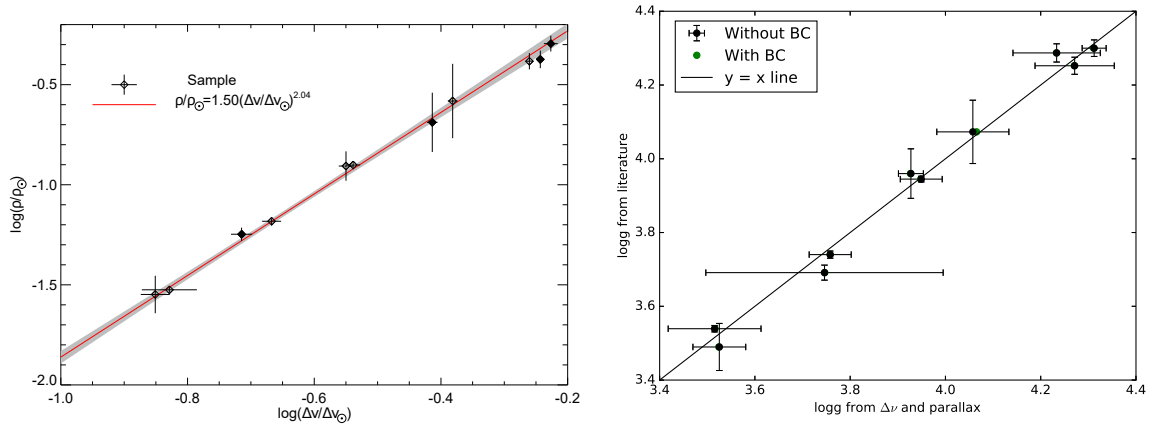 Sample
ρ/ρ☉=1.50(Δν/Δν☉)^2.04
-0.5
-1.0
-1.5
-2.0
log(ρ/ρ☉)
-1.0 -0.8 -0.6 -0.4 -0.2
log(Δν/Δν☉)
Without BC
With BC
y = x line
4.4
4.2
4.0
3.8
3.6
3.4
logg from literature
3.4 3.6 3.8 4.0 4.2 4.4
logg from Δν and parallax